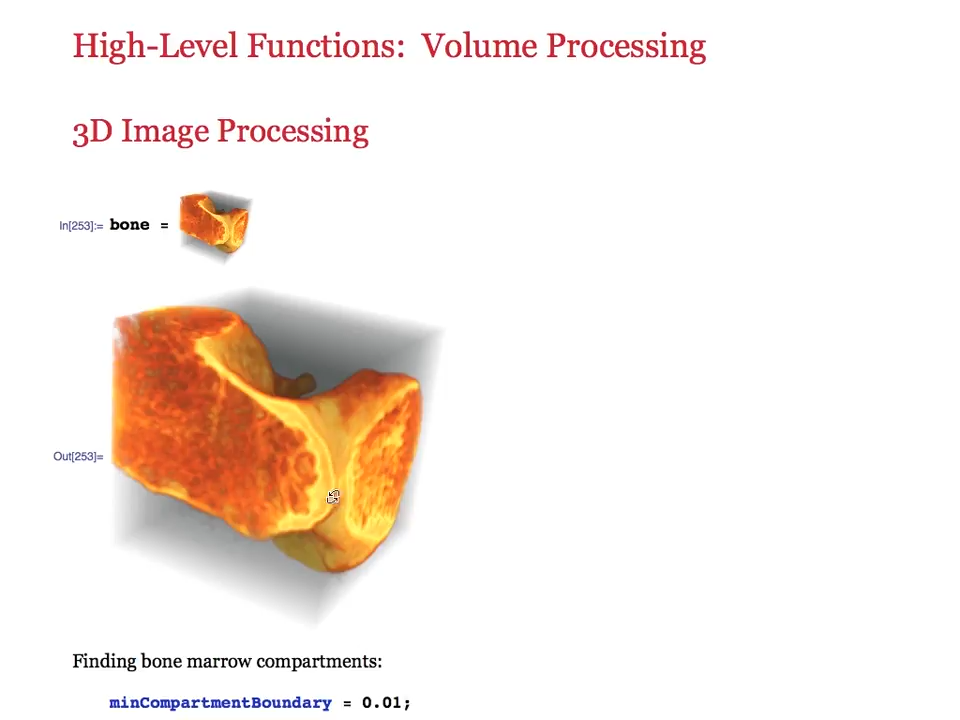 High-Level Functions: Volume Processing
3D Image Processing
In[253]:= bone =
Out[253]=
Finding bone marrow compartments:
minCompartmentBoundary = 0.01;